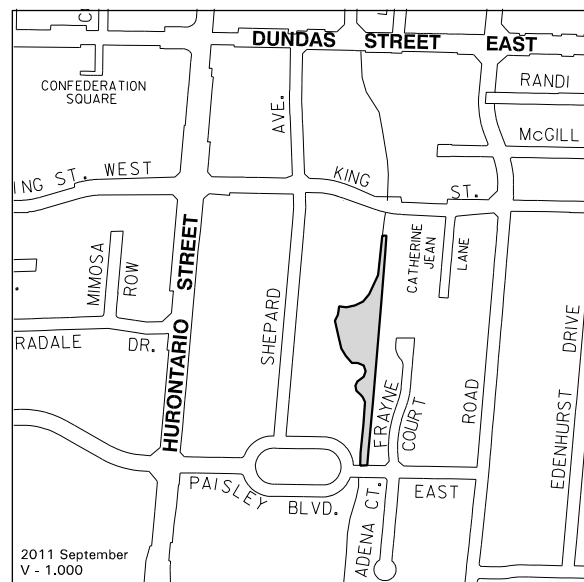 DUNDAS STREET EAST
CONFEDERATION
SQUARE
RANDI
AVE.
McGILL
ING ST. WEST
KING ST.
MIMOSA
ROW
HURONTARIO STREET
SHEPARD
CATHERINE
JEAN
LANE
RADALE DR.
FRAYNE
COURT
ROAD
EDENHURST DRIVE
PAISLEY BLVD. EAST
ADENA CT.
2011 September
V - 1.000